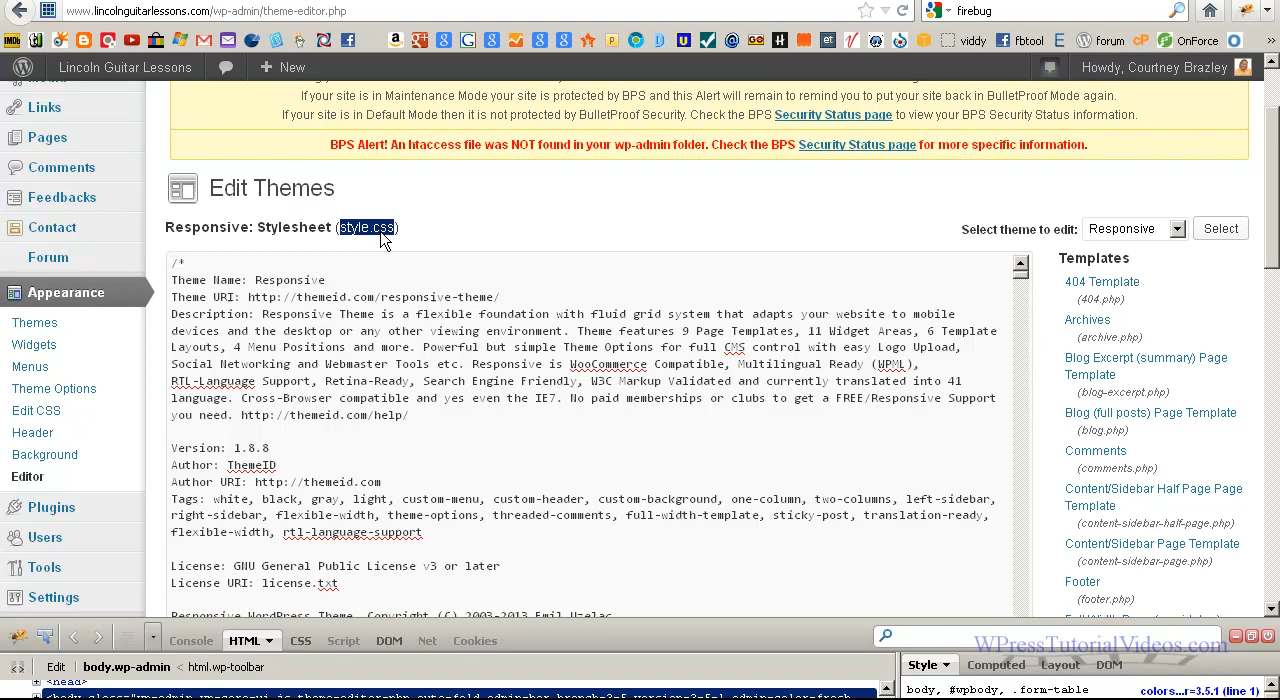 www.lincolnguitarlessons.com/wp-admin/theme-editor.php
firebug
viddy
fbtool
forum
OnForce
Lincoln Guitar Lessons
New
Howdy, Courtney Brazley
Links
Pages
Comments
Feedbacks
Contact
Forum
Appearance
Themes
Widgets
Menus
Theme Options
Edit CSS
Header
Background
Editor
Plugins
Users
Tools
Settings
If your site is in Maintenance Mode your site is protected by BPS and this Alert will remain to remind you to put your site back in BulletProof Mode again.
If your site is in Default Mode then it is not protected by BulletProof Security. Check the BPS Security Status page to view your BPS Security Status information.
BPS Alert! An htaccess file was NOT found in your wp-admin folder. Check the BPS Security Status page for more specific information.
Edit Themes
Responsive: Stylesheet (style.css)
Select theme to edit: Responsive Select
/*
Theme Name: Responsive
Theme URI: http://themeid.com/responsive-theme/
Description: Responsive Theme is a flexible foundation with fluid grid system that adapts your website to mobile
devices and the desktop or any other viewing environment. Theme features 9 Page Templates, 11 Widget Areas, 6 Template
Layouts, 4 Menu Positions and more. Powerful but simple Theme Options for full CMS control with easy Logo Upload,
Social Networking and Webmaster Tools etc. Responsive is WooCommerce Compatible, Multilingual Ready (WPML),
RTL-Language Support, Retina-Ready, Search Engine Friendly, W3C Markup Validated and currently translated into 41
language. Cross-Browser compatible and yes even the IE7. No paid memberships or clubs to get a FREE/Responsive Support
you need. http://themeid.com/help/
Version: 1.8.8
Author: ThemeID
Author URI: http://themeid.com
Tags: white, black, gray, light, custom-menu, custom-header, custom-background, one-column, two-columns, left-sidebar,
right-sidebar, flexible-width, theme-options, threaded-comments, full-width-template, sticky-post, translation-ready,
flexible-width, rtl-language-support
License: GNU General Public License v3 or later
License URI: license.txt
Responsive WordPress Theme, Copyright (C) 2003-2013 Emil Uzelac
Templates
404 Template
(404.php)
Archives
(archive.php)
Blog Excerpt (summary) Page
Template
(blog-excerpt.php)
Blog (full posts) Page Template
(blog.php)
Comments
(comments.php)
Content/Sidebar Half Page Page
Template
(content-sidebar-half-page.php)
Content/Sidebar Page Template
(content-sidebar-page.php)
Footer
(footer.php)
Console HTML CSS Script DOM Net Cookies
WPressTutorialVideos.com
Edit body.wp-admin < html.wp-toolbar
Style Computed Layout DOM
<head>
body, #wpbody, .form-table
colors...=3.5.1 (line 1)